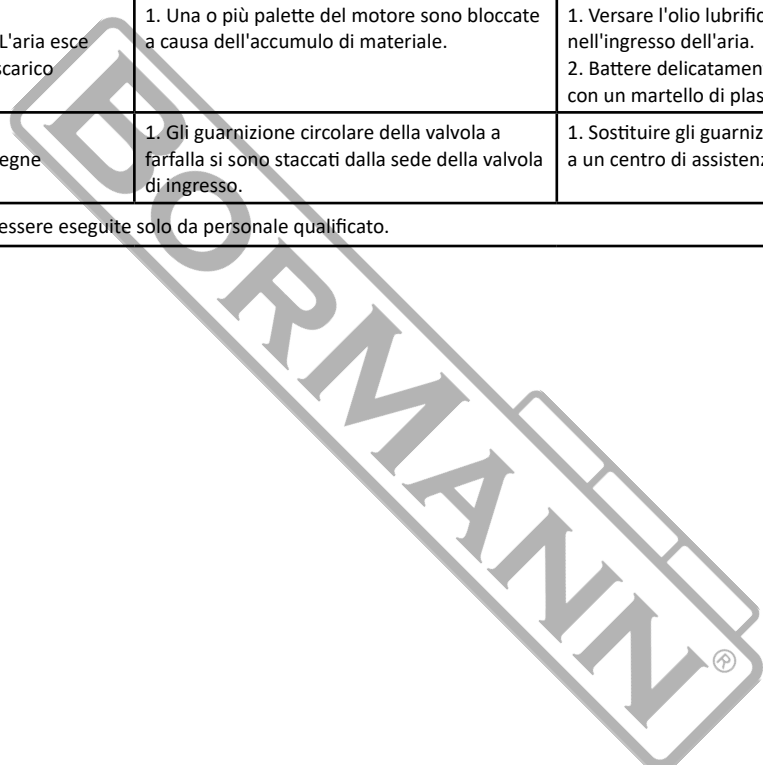 1. Una o più palette del motore sono bloccate
a causa dell'accumulo di materiale.
L'aria esce
scarico
1. Versare l'olio lubrific
nell'ingresso dell'aria.
2. Battere delicatamen
con un martello di plas
egne
1. Gli guarnizione circolare della valvola a
farfalla si sono staccati dalla sede della valvola
di ingresso.
1. Sostituire gli guarniz
a un centro di assistenz
essere eseguite solo da personale qualificato.
BORMANN®